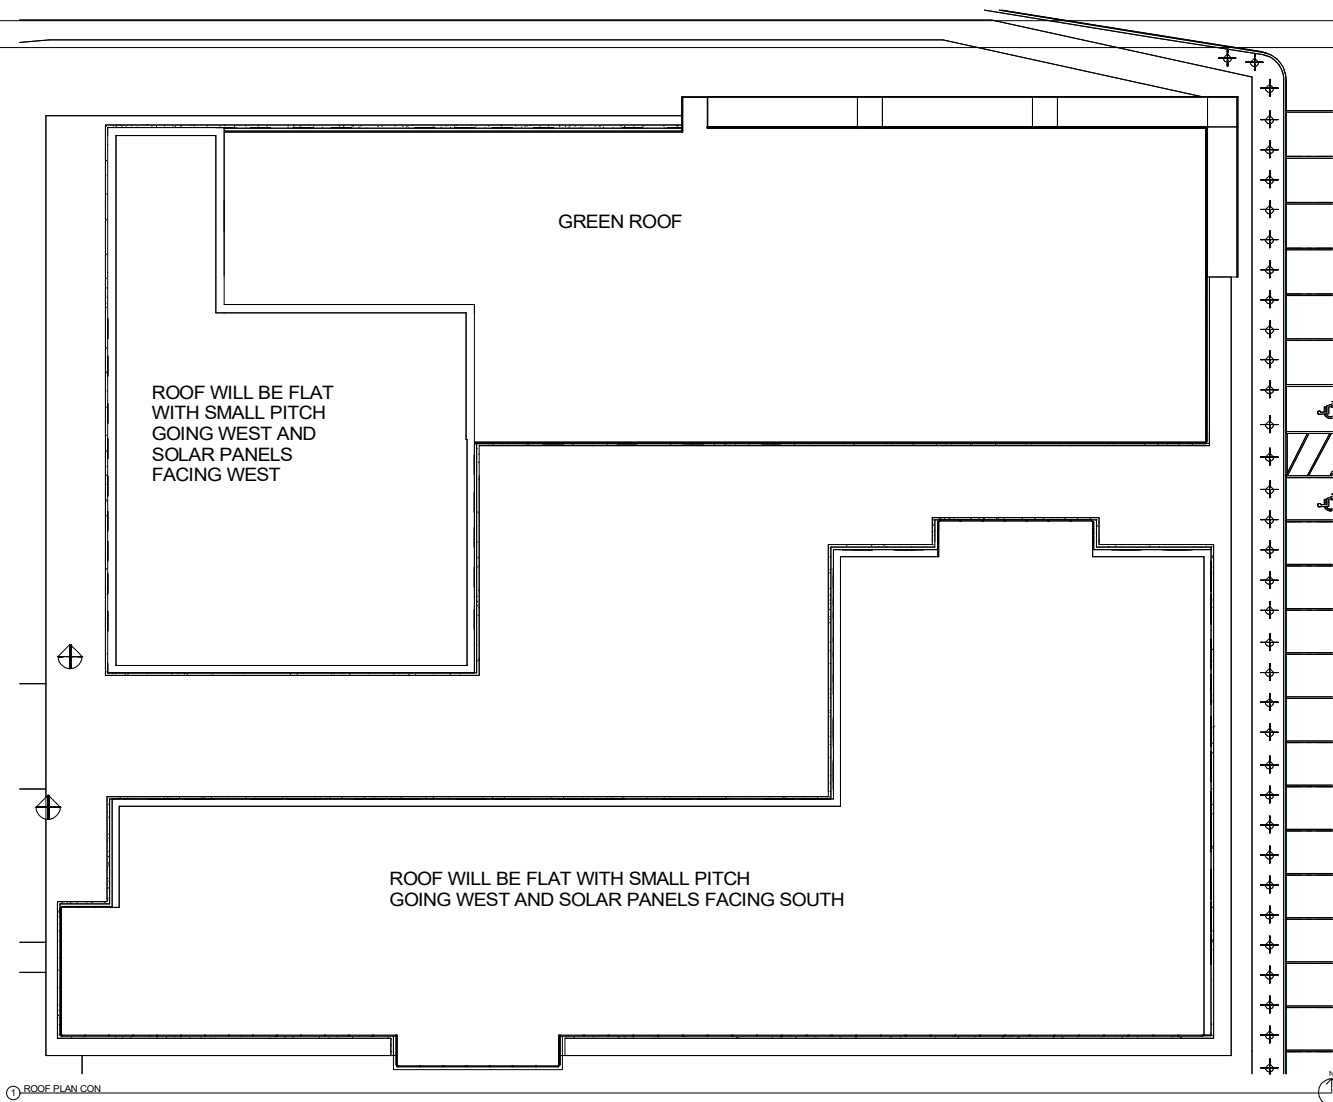 GREEN ROOF
ROOF WILL BE FLAT
WITH SMALL PITCH
GOING WEST AND
SOLAR PANELS
FACING WEST
ROOF WILL BE FLAT WITH SMALL PITCH
GOING WEST AND SOLAR PANELS FACING SOUTH
1 ROOF PLAN CON
N